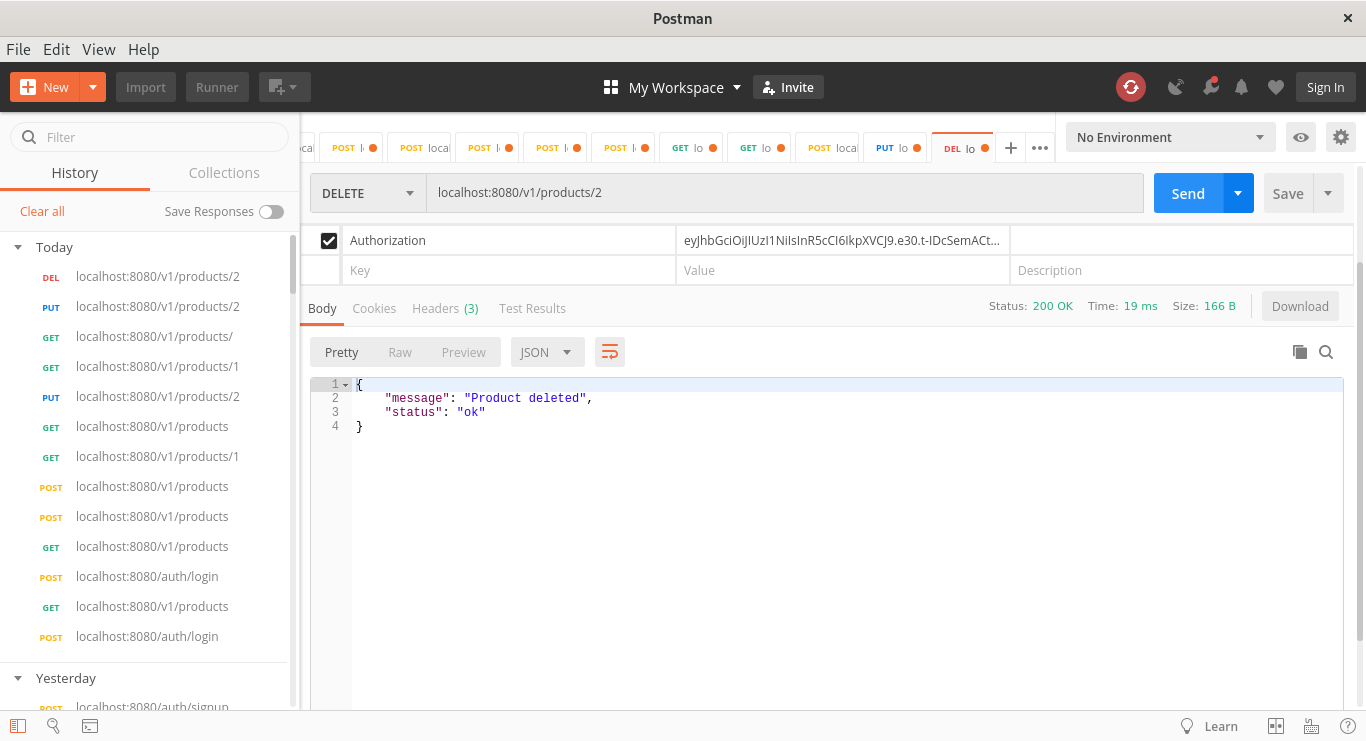 Postman
File Edit View Help
New Import Runner My Workspace Invite Sign In
Filter
History Collections
Clear all Save Responses
Today
DEL localhost:8080/v1/products/2
PUT localhost:8080/v1/products/2
GET localhost:8080/v1/products/
GET localhost:8080/v1/products/1
PUT localhost:8080/v1/products/2
GET localhost:8080/v1/products
GET localhost:8080/v1/products/1
POST localhost:8080/v1/products
POST localhost:8080/v1/products
GET localhost:8080/v1/products
POST localhost:8080/auth/login
GET localhost:8080/v1/products
POST localhost:8080/auth/login
Yesterday
localhost:8080/auth/signup
POST l POST local POST l POST l POST l GET lo GET lo POST local PUT lo DEL lo
No Environment
DELETE localhost:8080/v1/products/2 Send Save
Authorization eyJhbGciOiJIUzI1NiIsInR5cCI6IkpXVCJ9.e30.t-IDcSemACt...
Key Value Description
Body Cookies Headers (3) Test Results Status: 200 OK Time: 19 ms Size: 166 B Download
Pretty Raw Preview JSON
1 {
2 "message": "Product deleted",
3 "status": "ok"
4 }
Learn